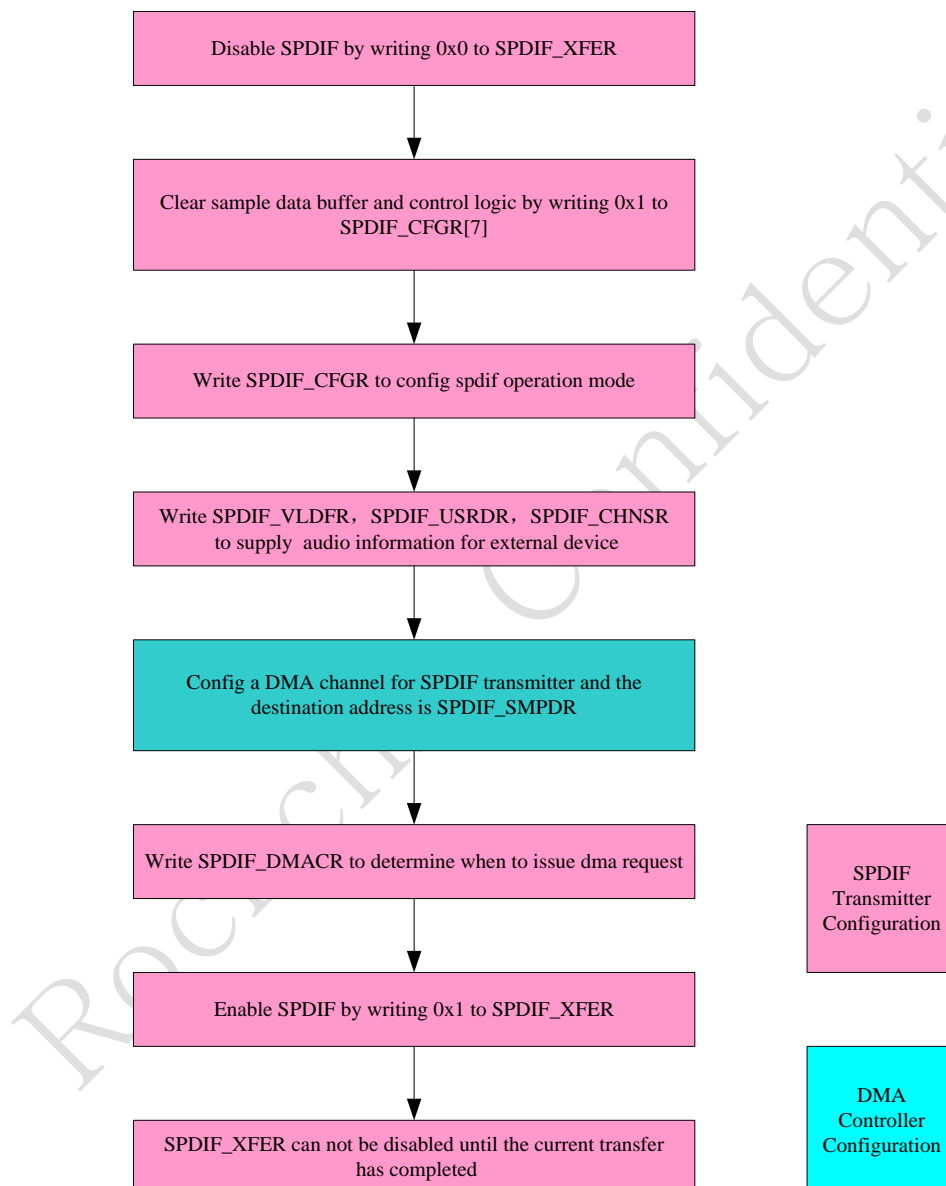 Disable SPDIF by writing 0x0 to SPDIF_XFER
Clear sample data buffer and control logic by writing 0x1 to
SPDIF_CFGR[7]
Write SPDIF_CFGR to config spdif operation mode
Write SPDIF_VLDFR，SPDIF_USRDR，SPDIF_CHNSR
to supply audio information for external device
Config a DMA channel for SPDIF transmitter and the
destination address is SPDIF_SMPDR
Write SPDIF_DMACR to determine when to issue dma request
SPDIF
Transmitter
Configuration
Enable SPDIF by writing 0x1 to SPDIF_XFER
DMA
Controller
Configuration
SPDIF_XFER can not be disabled until the current transfer
has completed